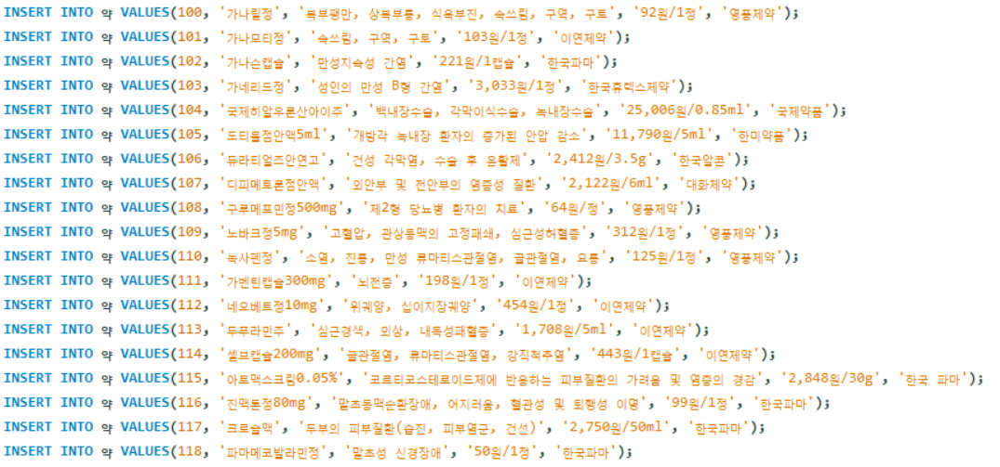 INSERT INTO 약 VALUES(100, '가나릴정', '복부팽만, 상복부통, 식욕부진, 속쓰림, 구역, 구토', '92원/1정', '영풍제약');
INSERT INTO 약 VALUES(101, '가나모티정', '속쓰림, 구역, 구토', '103원/1정', '이연제약');
INSERT INTO 약 VALUES(102, '가나슨캡슐', '만성지속성 간염', '221원/1캡슐', '한국파마');
INSERT INTO 약 VALUES(103, '가네리드정', '성인의 만성 B형 간염', '3,033원/1정', '한국휴텍스제약');
INSERT INTO 약 VALUES(104, '국제히알우론산아이주', '백내장수술, 각막이식수술, 녹내장수술', '25,006원/0.85ml', '국제약품');
INSERT INTO 약 VALUES(105, '도티몰점안액5ml', '개방각 녹내장 환자의 증가된 안압 감소', '11,790원/5ml', '한미약품');
INSERT INTO 약 VALUES(106, '듀라티얼즈안연고', '건성 각막염, 수술 후 윤활제', '2,412원/3.5g', '한국알콘');
INSERT INTO 약 VALUES(107, '디피메토론점안액', '외안부 및 전안부의 염증성 질환', '2,122원/6ml', '대화제약');
INSERT INTO 약 VALUES(108, '구루메포민정500mg', '제2형 당뇨병 환자의 치료', '64원/정', '영풍제약');
INSERT INTO 약 VALUES(109, '노바크정5mg', '고혈압, 관상동맥의 고정폐쇄, 심근성허혈증', '312원/1정', '영풍제약');
INSERT INTO 약 VALUES(110, '녹사펜정', '소염, 진통, 만성 류마티스관절염, 골관절염, 요통', '125원/1정', '영풍제약');
INSERT INTO 약 VALUES(111, '가벤틴캡슐300mg', '뇌전증', '198원/1정', '이연제약');
INSERT INTO 약 VALUES(112, '네오베트정10mg', '위궤양, 십이지장궤양', '454원/1정', '이연제약');
INSERT INTO 약 VALUES(113, '두푸라민주', '심근경색, 외상, 내독성패혈증', '1,708원/5ml', '이연제약');
INSERT INTO 약 VALUES(114, '셀브캡슐200mg', '골관절염, 류마티스관절염, 강직척추염', '443원/1캡슐', '이연제약');
INSERT INTO 약 VALUES(115, '아토맥스크림0.05%', '코르티코스테로이드제에 반응하는 피부질환의 가려움 및 염증의 경감', '2,848원/30g', '한국 파마');
INSERT INTO 약 VALUES(116, '진맥톤정80mg', '말초동맥순환장애, 어지러움, 혈관성 및 퇴행성 이명', '99원/1정', '한국파마');
INSERT INTO 약 VALUES(117, '크로슬액', '두부의 피부질환(습진, 피부염군, 건선)', '2,750원/50ml', '한국파마');
INSERT INTO 약 VALUES(118, '파마메코발라민정', '말초성 신경장애', '50원/1정', '한국파마');